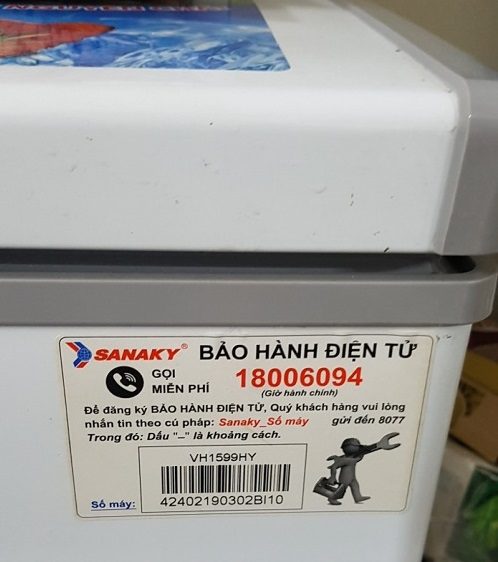 SANAKY® BẢO HÀNH ĐIỆN TỬ
GỌI
MIỄN PHÍ
18006094
(Giờ hành chính)
Để đăng ký BẢO HÀNH ĐIỆN TỬ, Quý khách hàng vui lòng
nhắn tin theo cú pháp: Sanaky_Số máy gửi đến 8077
Trong đó: Dấu "_" là khoảng cách.
VH1599HY
Số máy: 42402190302BI10